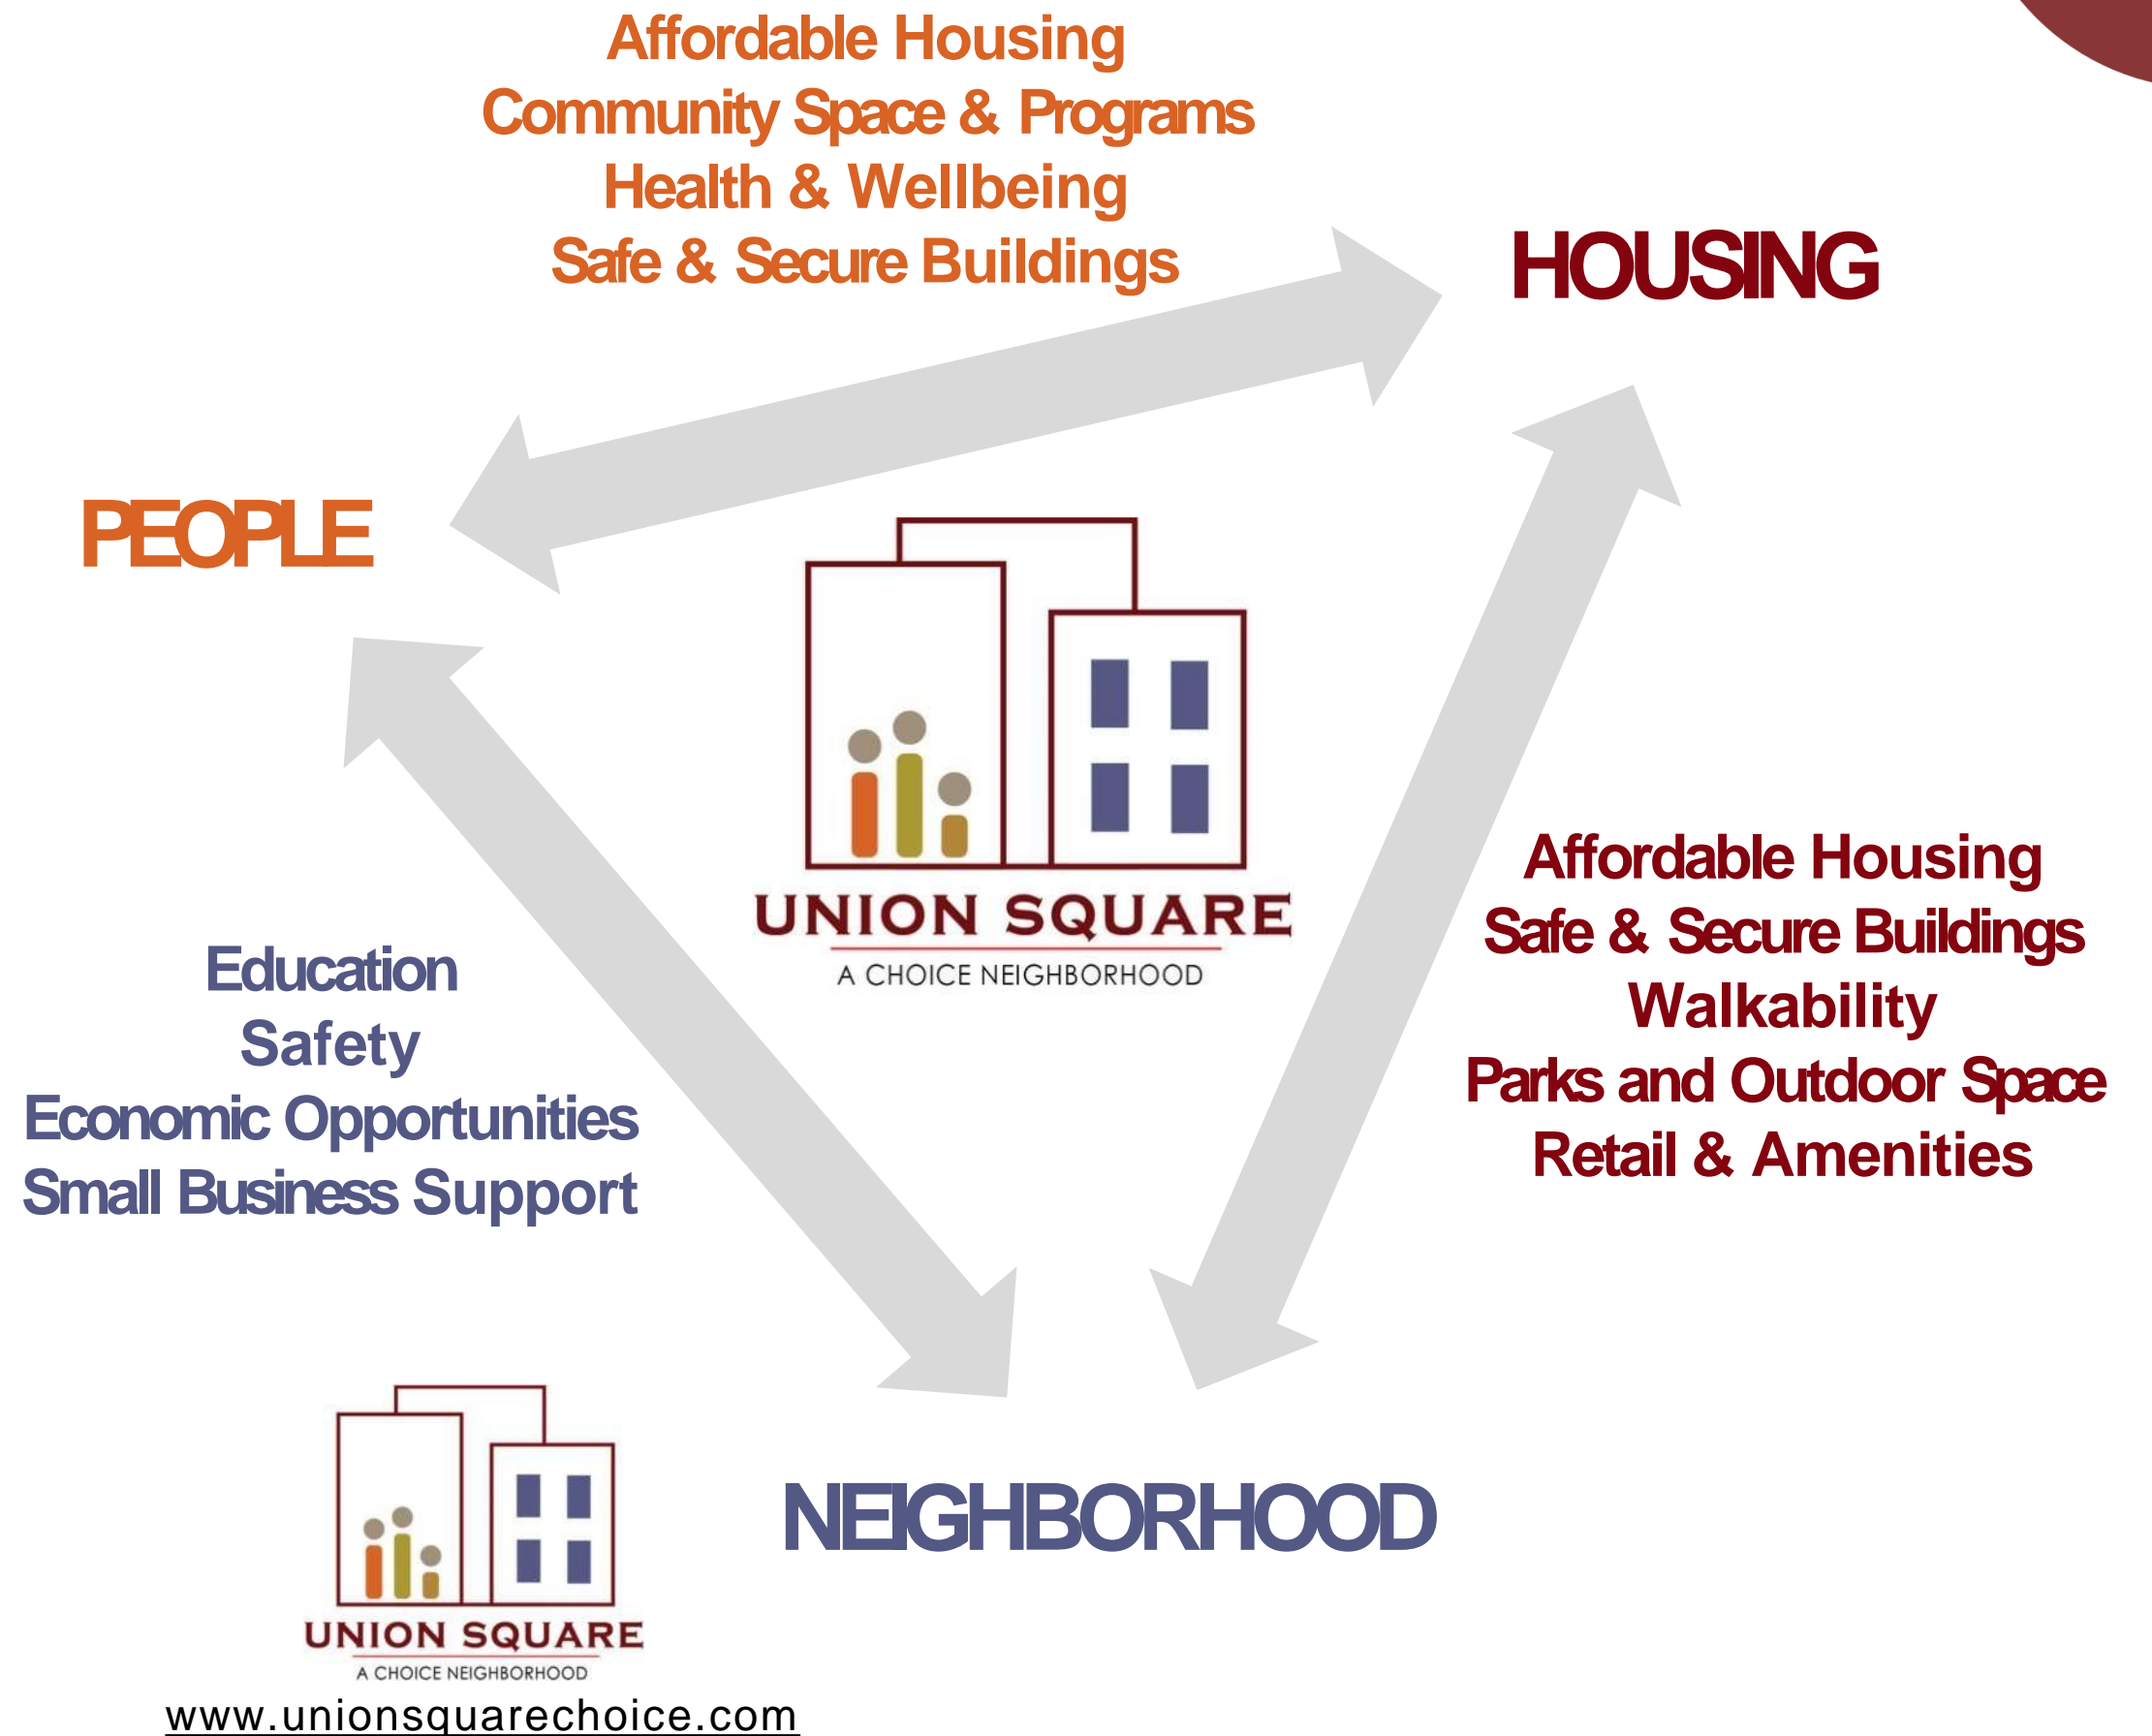 Affordable Housing
Community Space & Programs
Health & Wellbeing
Safe & Secure Buildings
HOUSING
PEOPLE
UNION SQUARE
A CHOICE NEIGHBORHOOD
Affordable Housing
Safe & Secure Buildings
Walkability
Parks and Outdoor Space
Retail & Amenities
Education
Safety
Economic Opportunities
Small Business Support
NEIGHBORHOOD
UNION SQUARE
A CHOICE NEIGHBORHOOD
www.unionsquarechoice.com